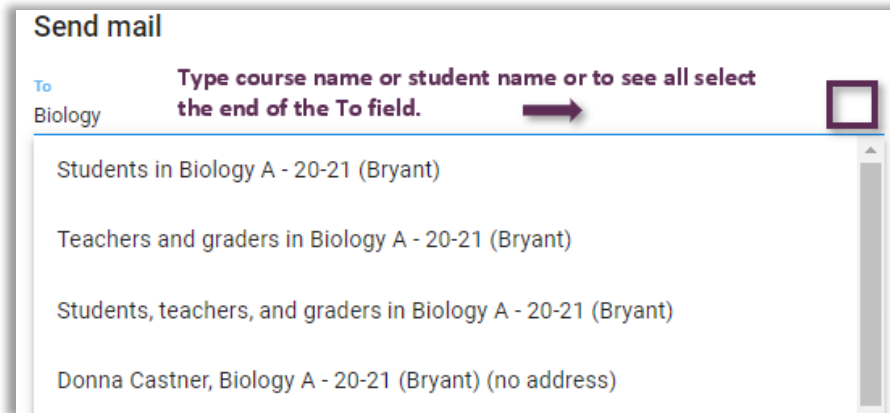 Send mail
To
Type course name or student name or to see all select
the end of the To field.
Biology
Students in Biology A - 20-21 (Bryant)
Teachers and graders in Biology A - 20-21 (Bryant)
Students, teachers, and graders in Biology A - 20-21 (Bryant)
Donna Castner, Biology A - 20-21 (Bryant) (no address)